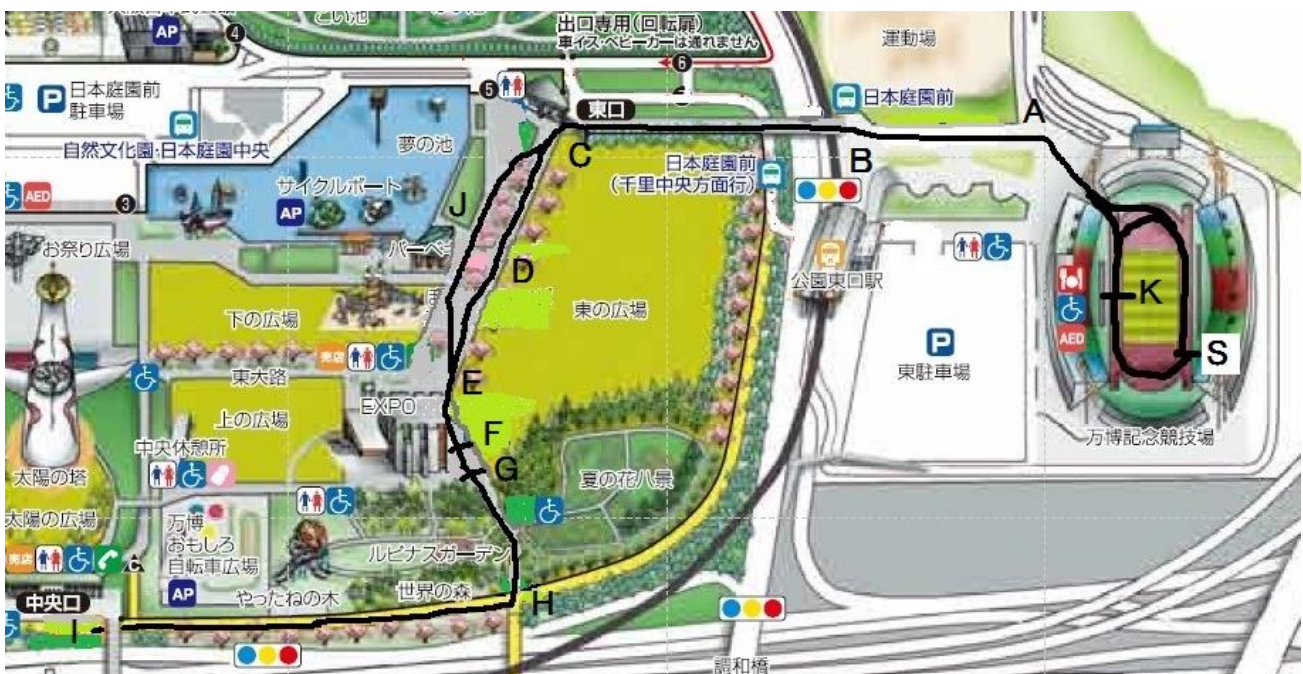 こい池
出口専用(回転扉)
車イス・ベビーカーは通れません
AP
4
6
運動場
日本庭園前
駐車場
P
5
東口
日本庭園前
A
自然文化園・日本庭園中央
夢の池
C
B
日本庭園前
(千里中央方面行)
サイクルボート
AP
AED
3
J
お祭り広場
バーベ
D
公園東口駅
K
下の広場
東の広場
AED
S
売店
P
東大路
E
東駐車場
EXPO
上の広場
F
万博記念競技場
中央休憩所
G
太陽の塔
夏の花八景
太陽の広場
万博
おもしろ
自転車広場
売店
C
ルピナスガーデン
AP
やったねの木
世界の森
H
中央口
I
調和橋